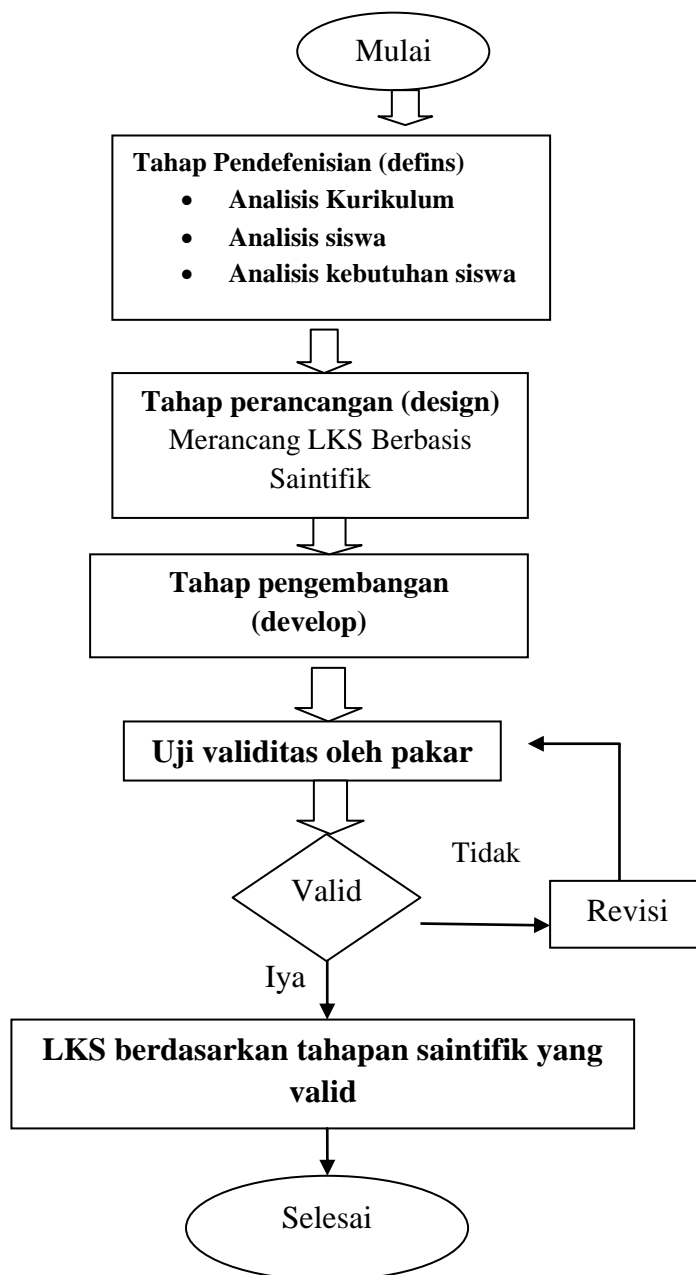 Mulai
Tahap Pendefenisian (defins)
• Analisis Kurikulum
• Analisis siswa
• Analisis kebutuhan siswa
Tahap perancangan (design)
Merancang LKS Berbasis
Saintifik
Tahap pengembangan
(develop)
Uji validitas oleh pakar
Tidak
Valid
Revisi
Iya
LKS berdasarkan tahapan saintifik yang
valid
Selesai